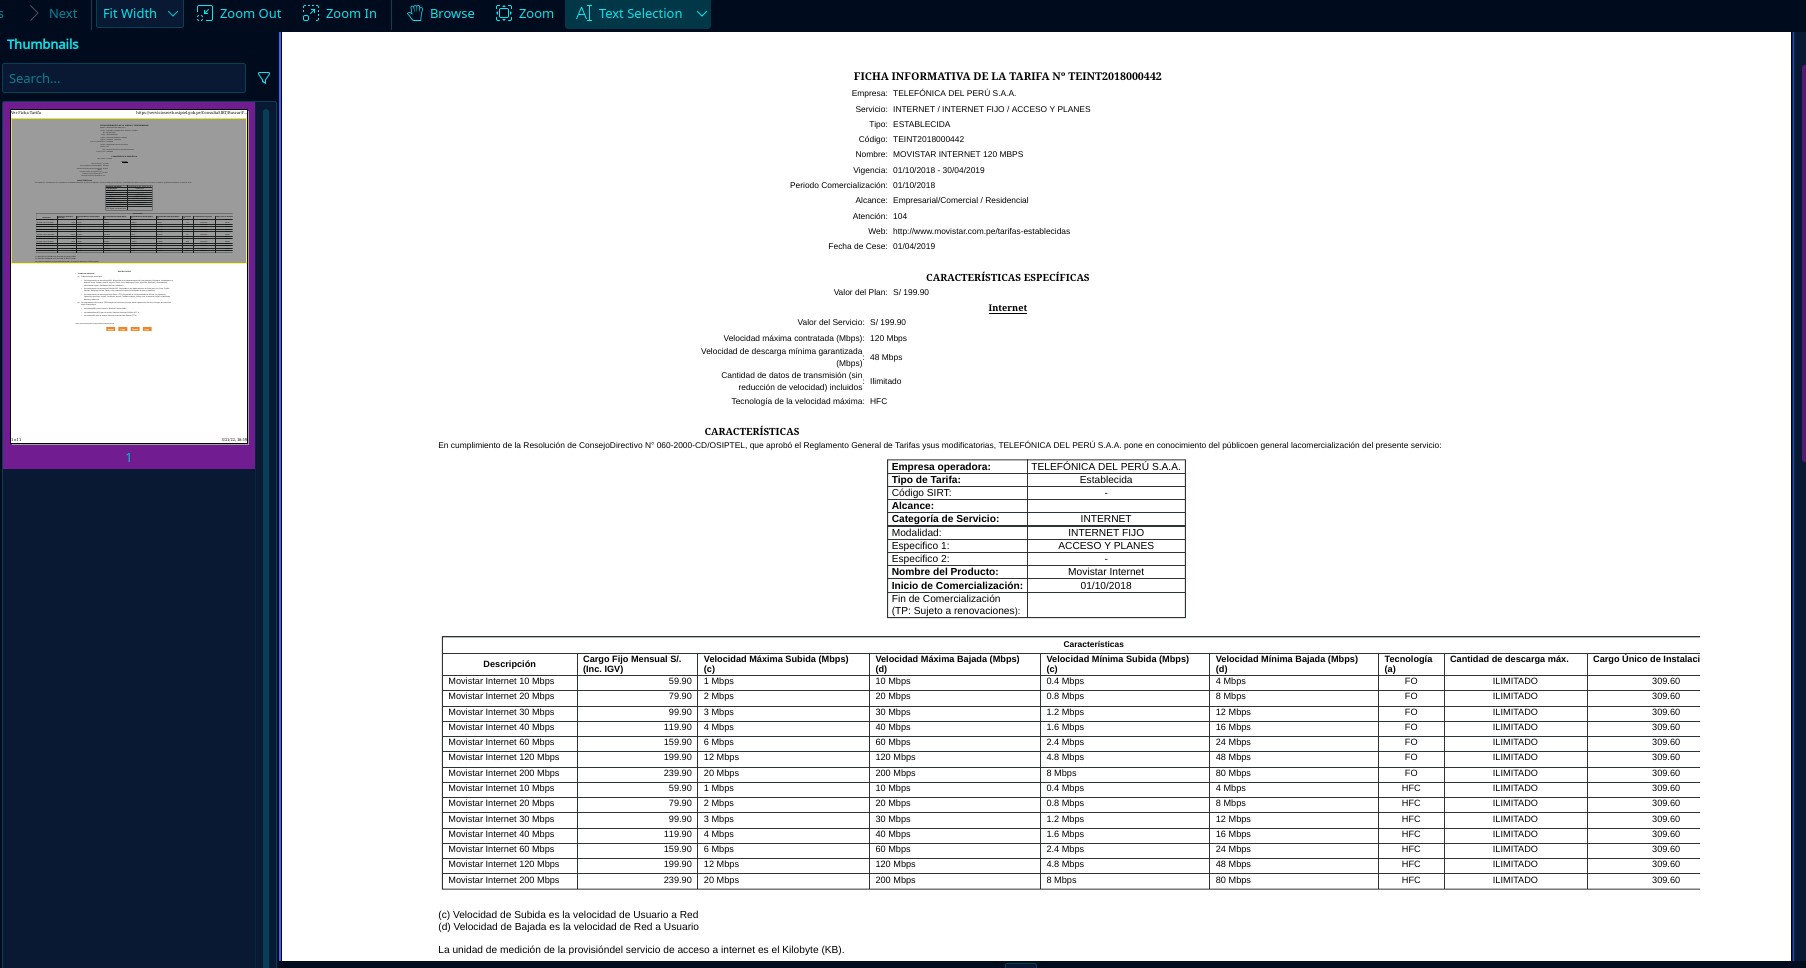 Next
Fit Width
Zoom Out
Zoom In
Browse
Zoom
Text Selection
Thumbnails
Search...
1
FICHA INFORMATIVA DE LA TARIFA Nº TEINT2018000442
Empresa: TELEFÓNICA DEL PERÚ S.A.A.
Servicio: INTERNET / INTERNET FIJO / ACCESO Y PLANES
Tipo: ESTABLECIDA
Código: TEINT2018000442
Nombre: MOVISTAR INTERNET 120 MBPS
Vigencia: 01/10/2018 - 30/04/2019
Periodo Comercialización: 01/10/2018
Alcance: Empresarial/Comercial / Residencial
Atención: 104
Web: http://www.movistar.com.pe/tarifas-establecidas
Fecha de Cese: 01/04/2019
CARACTERÍSTICAS ESPECÍFICAS
Valor del Plan: S/ 199.90
Internet
Valor del Servicio: S/ 199.90
Velocidad máxima contratada (Mbps): 120 Mbps
Velocidad de descarga mínima garantizada
(Mbps) : 48 Mbps
Cantidad de datos de transmisión (sin
reducción de velocidad) incluidos : Ilimitado
Tecnología de la velocidad máxima: HFC
CARACTERÍSTICAS
En cumplimiento de la Resolución de ConsejoDirectivo N° 060-2000-CD/OSIPTEL, que aprobó el Reglamento General de Tarifas ysus modificatorias, TELEFÓNICA DEL PERÚ S.A.A. pone en conocimiento del públicoen general lacomercialización del presente servicio:
Empresa operadora: TELEFÓNICA DEL PERÚ S.A.A.
Tipo de Tarifa: Establecida
Código SIRT: -
Alcance:
Categoría de Servicio: INTERNET
Modalidad: INTERNET FIJO
Especifico 1: ACCESO Y PLANES
Especifico 2: -
Nombre del Producto: Movistar Internet
Inicio de Comercialización: 01/10/2018
Fin de Comercialización
(TP: Sujeto a renovaciones):
Características
Descripción Cargo Fijo Mensual S/. (Inc. IGV) Velocidad Máxima Subida (Mbps) (c) Velocidad Máxima Bajada (Mbps) (d) Velocidad Mínima Subida (Mbps) (c) Velocidad Mínima Bajada (Mbps) (d) Tecnología (a) Cantidad de descarga máx. Cargo Único de Instalaci
Movistar Internet 10 Mbps 59.90 1 Mbps 10 Mbps 0.4 Mbps 4 Mbps FO ILIMITADO 309.60
Movistar Internet 20 Mbps 79.90 2 Mbps 20 Mbps 0.8 Mbps 8 Mbps FO ILIMITADO 309.60
Movistar Internet 30 Mbps 99.90 3 Mbps 30 Mbps 1.2 Mbps 12 Mbps FO ILIMITADO 309.60
Movistar Internet 40 Mbps 119.90 4 Mbps 40 Mbps 1.6 Mbps 16 Mbps FO ILIMITADO 309.60
Movistar Internet 60 Mbps 159.90 6 Mbps 60 Mbps 2.4 Mbps 24 Mbps FO ILIMITADO 309.60
Movistar Internet 120 Mbps 199.90 12 Mbps 120 Mbps 4.8 Mbps 48 Mbps FO ILIMITADO 309.60
Movistar Internet 200 Mbps 239.90 20 Mbps 200 Mbps 8 Mbps 80 Mbps FO ILIMITADO 309.60
Movistar Internet 10 Mbps 59.90 1 Mbps 10 Mbps 0.4 Mbps 4 Mbps HFC ILIMITADO 309.60
Movistar Internet 20 Mbps 79.90 2 Mbps 20 Mbps 0.8 Mbps 8 Mbps HFC ILIMITADO 309.60
Movistar Internet 30 Mbps 99.90 3 Mbps 30 Mbps 1.2 Mbps 12 Mbps HFC ILIMITADO 309.60
Movistar Internet 40 Mbps 119.90 4 Mbps 40 Mbps 1.6 Mbps 16 Mbps HFC ILIMITADO 309.60
Movistar Internet 60 Mbps 159.90 6 Mbps 60 Mbps 2.4 Mbps 24 Mbps HFC ILIMITADO 309.60
Movistar Internet 120 Mbps 199.90 12 Mbps 120 Mbps 4.8 Mbps 48 Mbps HFC ILIMITADO 309.60
Movistar Internet 200 Mbps 239.90 20 Mbps 200 Mbps 8 Mbps 80 Mbps HFC ILIMITADO 309.60
(c) Velocidad de Subida es la velocidad de Usuario a Red
(d) Velocidad de Bajada es la velocidad de Red a Usuario
La unidad de medición de la provisióndel servicio de acceso a internet es el Kilobyte (KB).